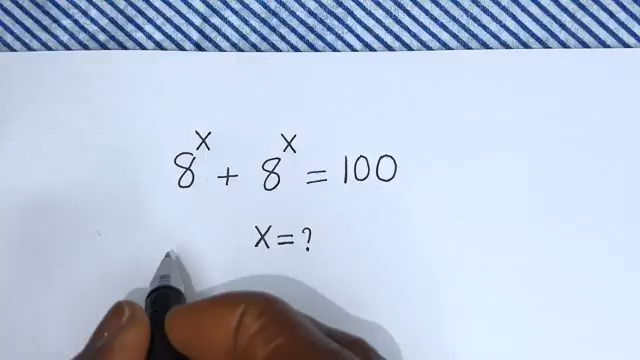 8^x + 8^x = 100
x = ?